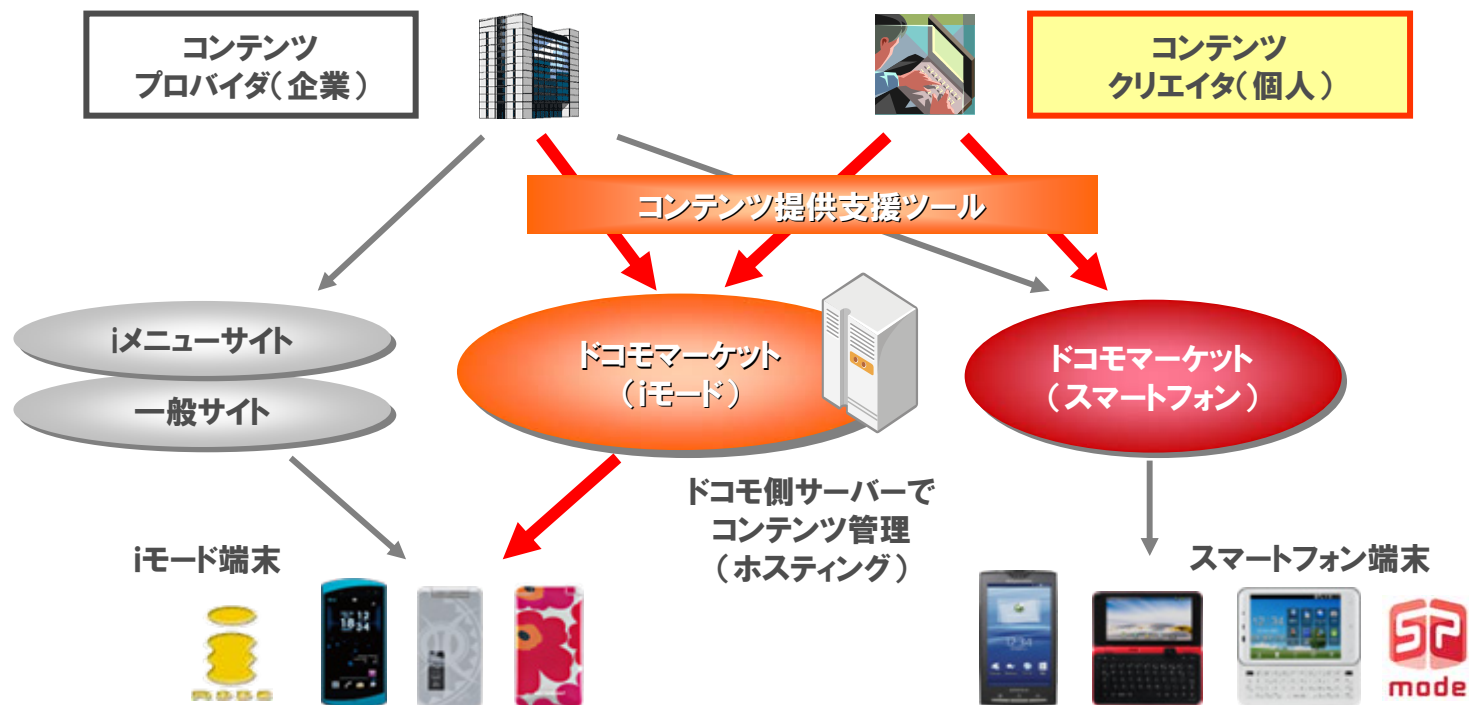 コンテンツ
プロバイダ（企業）
コンテンツ
クリエイタ（個人）
コンテンツ提供支援ツール
iメニューサイト
一般サイト
ドコモマーケット
（iモード）
ドコモマーケット
（スマートフォン）
ドコモ側サーバーで
コンテンツ管理
（ホスティング）
iモード端末
スマートフォン端末
SP
mode